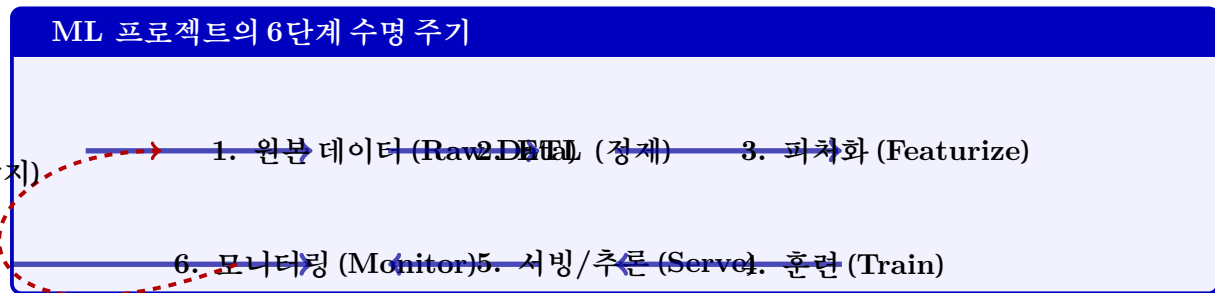 ML 프로젝트의 6단계 수명 주기
1. 원본 데이터 (Raw Data)
2. ETL (정제)
3. 피처화 (Featurize)
지)
6. 모니터링 (Monitor)
5. 서빙/추론 (Serve)
4. 훈련 (Train)